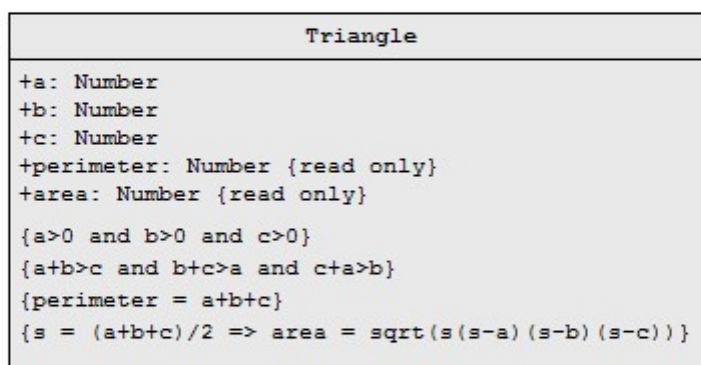 Triangle
+a: Number
+b: Number
+c: Number
+perimeter: Number {read only}
+area: Number {read only}
{a>0 and b>0 and c>0}
{a+b>c and b+c>a and c+a>b}
{perimeter = a+b+c}
{s = (a+b+c)/2 => area = sqrt(s(s-a)(s-b)(s-c))}